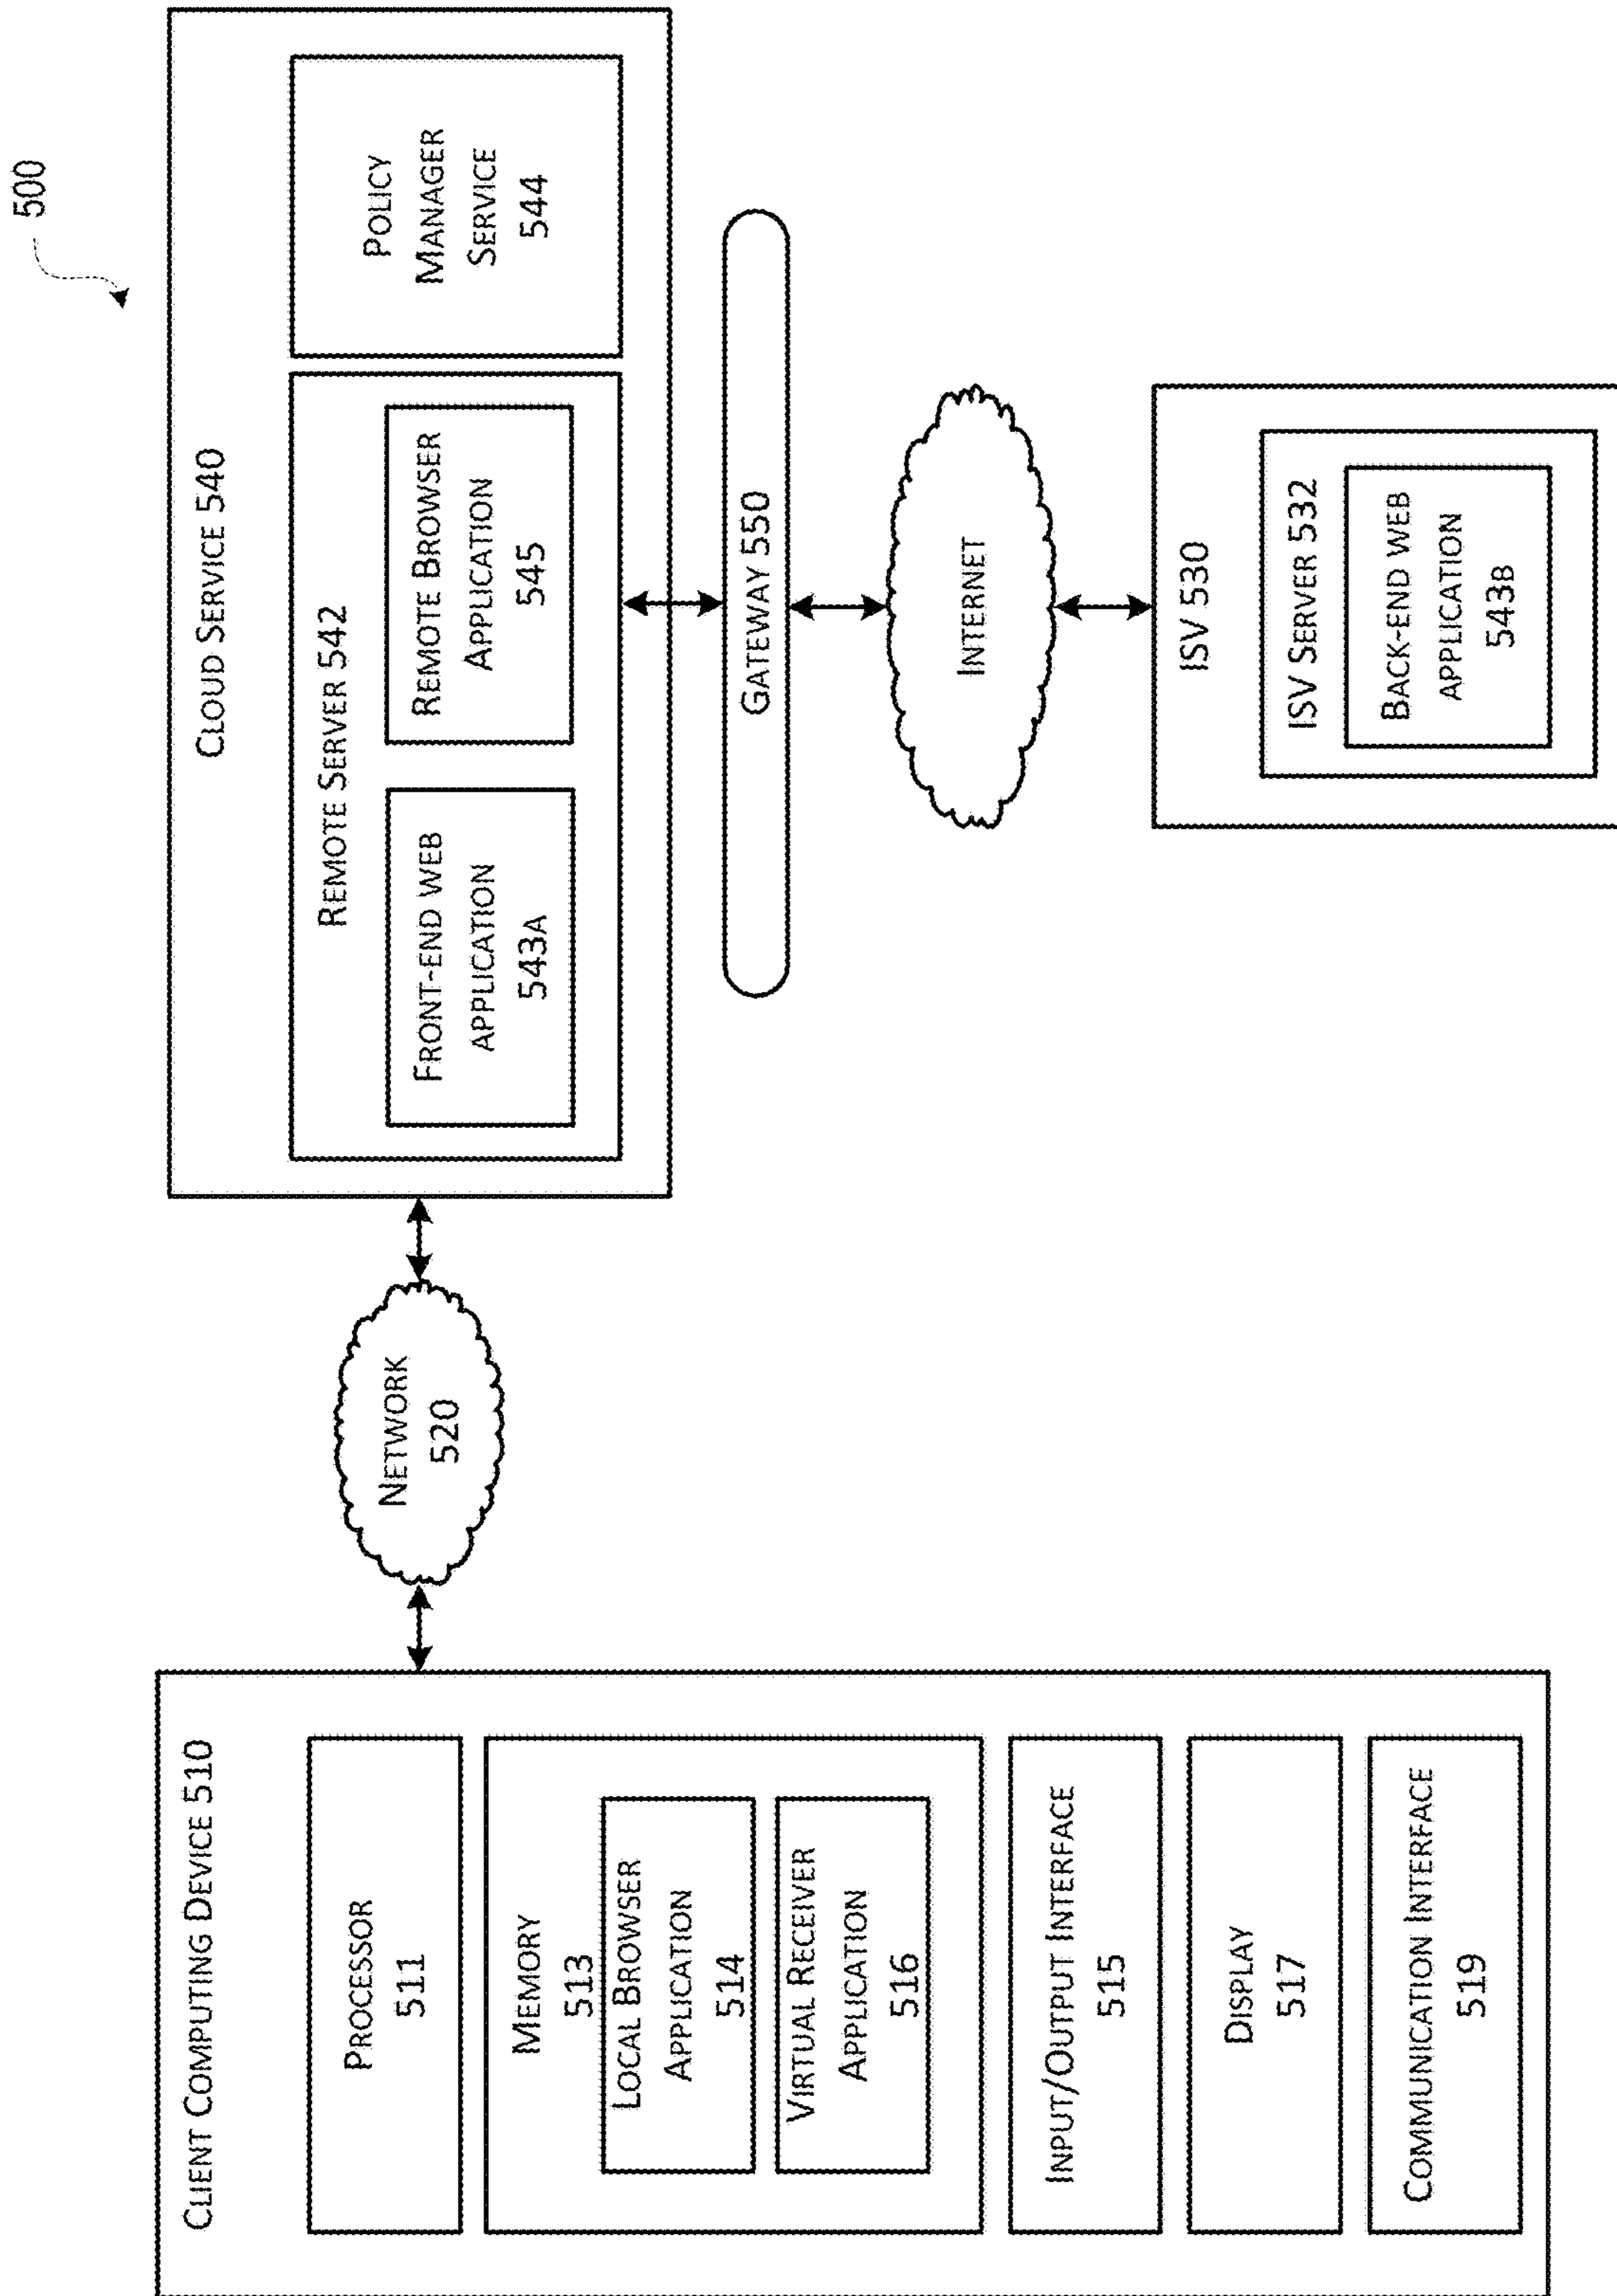 500
CLIENT COMPUTING DEVICE 510
PROCESSOR
511
MEMORY
513
LOCAL BROWSER
APPLICATION
514
VIRTUAL RECEIVER
APPLICATION
516
INPUT/OUTPUT INTERFACE
515
DISPLAY
517
COMMUNICATION INTERFACE
519
NETWORK
520
CLOUD SERVICE 540
REMOTE SERVER 542
FRONT-END WEB
APPLICATION
543A
REMOTE BROWSER
APPLICATION
545
POLICY
MANAGER
SERVICE
544
GATEWAY 550
INTERNET
ISV 530
ISV SERVER 532
BACK-END WEB
APPLICATION
543B